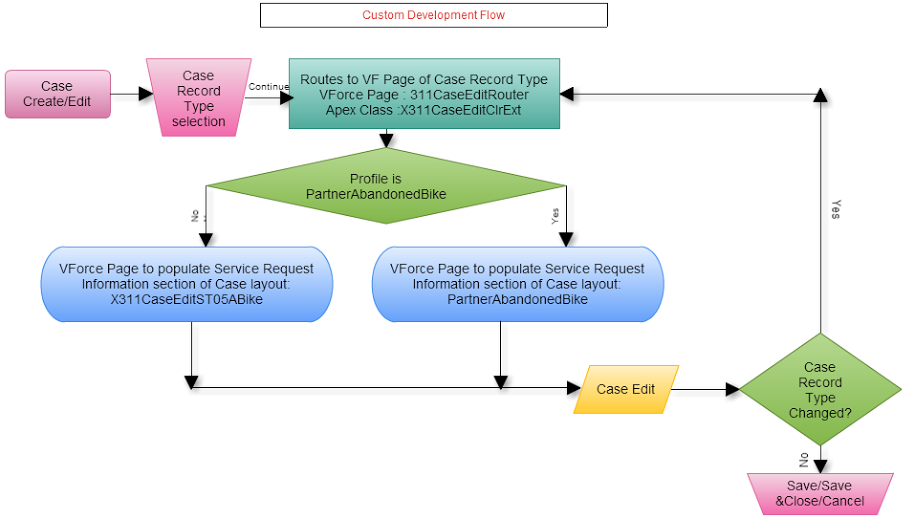 Custom Development Flow
Case
Create/Edit
Case
Record
Type
selection
Continue
Routes to VF Page of Case Record Type
VForce Page : 311CaseEditRouter
Apex Class :X311CaseEditClrExt
Profile is
PartnerAbandonedBike
No :
Yes
Yes
VForce Page to populate Service Request
Information section of Case layout:
X311CaseEditST05ABike
VForce Page to populate Service Request
Information section of Case layout:
PartnerAbandonedBike
Case Edit
Case
Record
Type
Changed?
No
Save/Save
&Close/Cancel